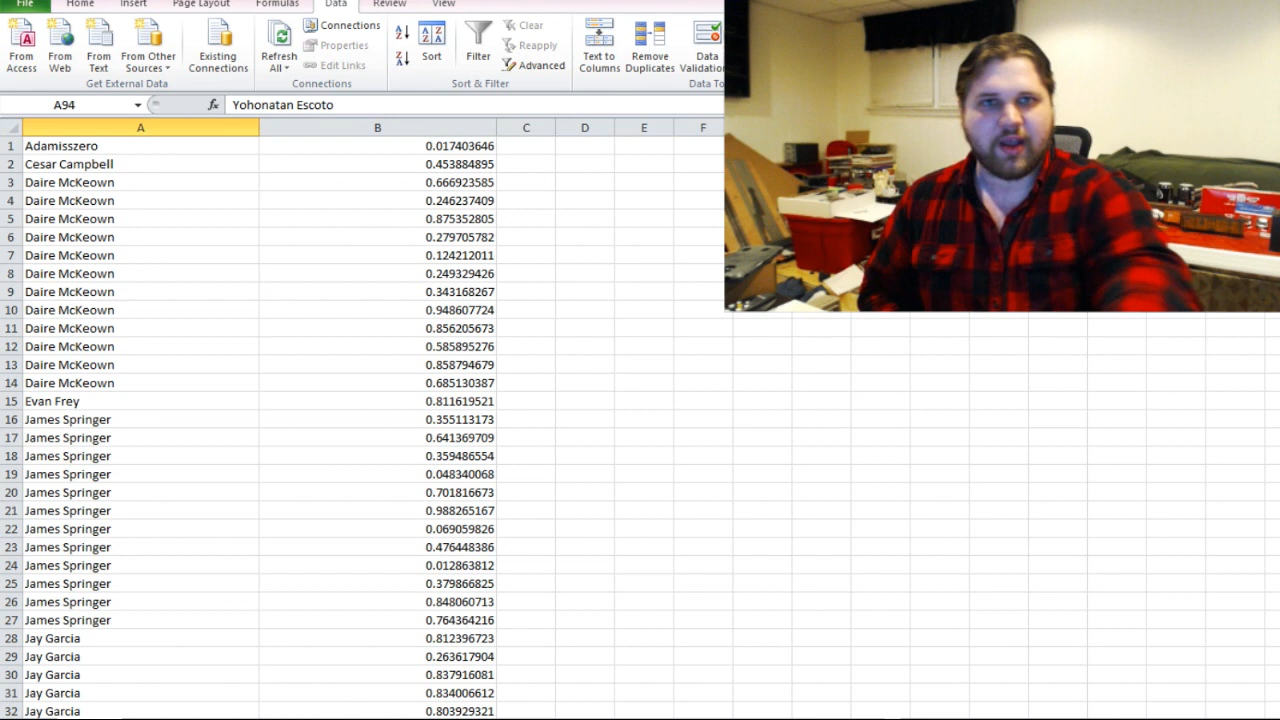 File Home Insert Page Layout Formulas Data Review View
From Access
From Web
From Text
From Other Sources
Existing Connections
Refresh All
Connections
Properties
Edit Links
Sort
Filter
Clear
Reapply
Advanced
Text to Columns
Remove Duplicates
Data Validation
Get External Data Connections Sort & Filter Data To
A94 fx Yohonatan Escoto
A B C D E F
1 Adamisszero 0.017403646
2 Cesar Campbell 0.453884895
3 Daire McKeown 0.666923585
4 Daire McKeown 0.246237409
5 Daire McKeown 0.875352805
6 Daire McKeown 0.279705782
7 Daire McKeown 0.124212011
8 Daire McKeown 0.249329426
9 Daire McKeown 0.343168267
10 Daire McKeown 0.948607724
11 Daire McKeown 0.856205673
12 Daire McKeown 0.585895276
13 Daire McKeown 0.858794679
14 Daire McKeown 0.685130387
15 Evan Frey 0.811619521
16 James Springer 0.355113173
17 James Springer 0.641369709
18 James Springer 0.359486554
19 James Springer 0.048340068
20 James Springer 0.701816673
21 James Springer 0.988265167
22 James Springer 0.069059826
23 James Springer 0.476448386
24 James Springer 0.012863812
25 James Springer 0.379866825
26 James Springer 0.848060713
27 James Springer 0.764364216
28 Jay Garcia 0.812396723
29 Jay Garcia 0.263617904
30 Jay Garcia 0.837916081
31 Jay Garcia 0.834006612
32 Jay Garcia 0.803929321